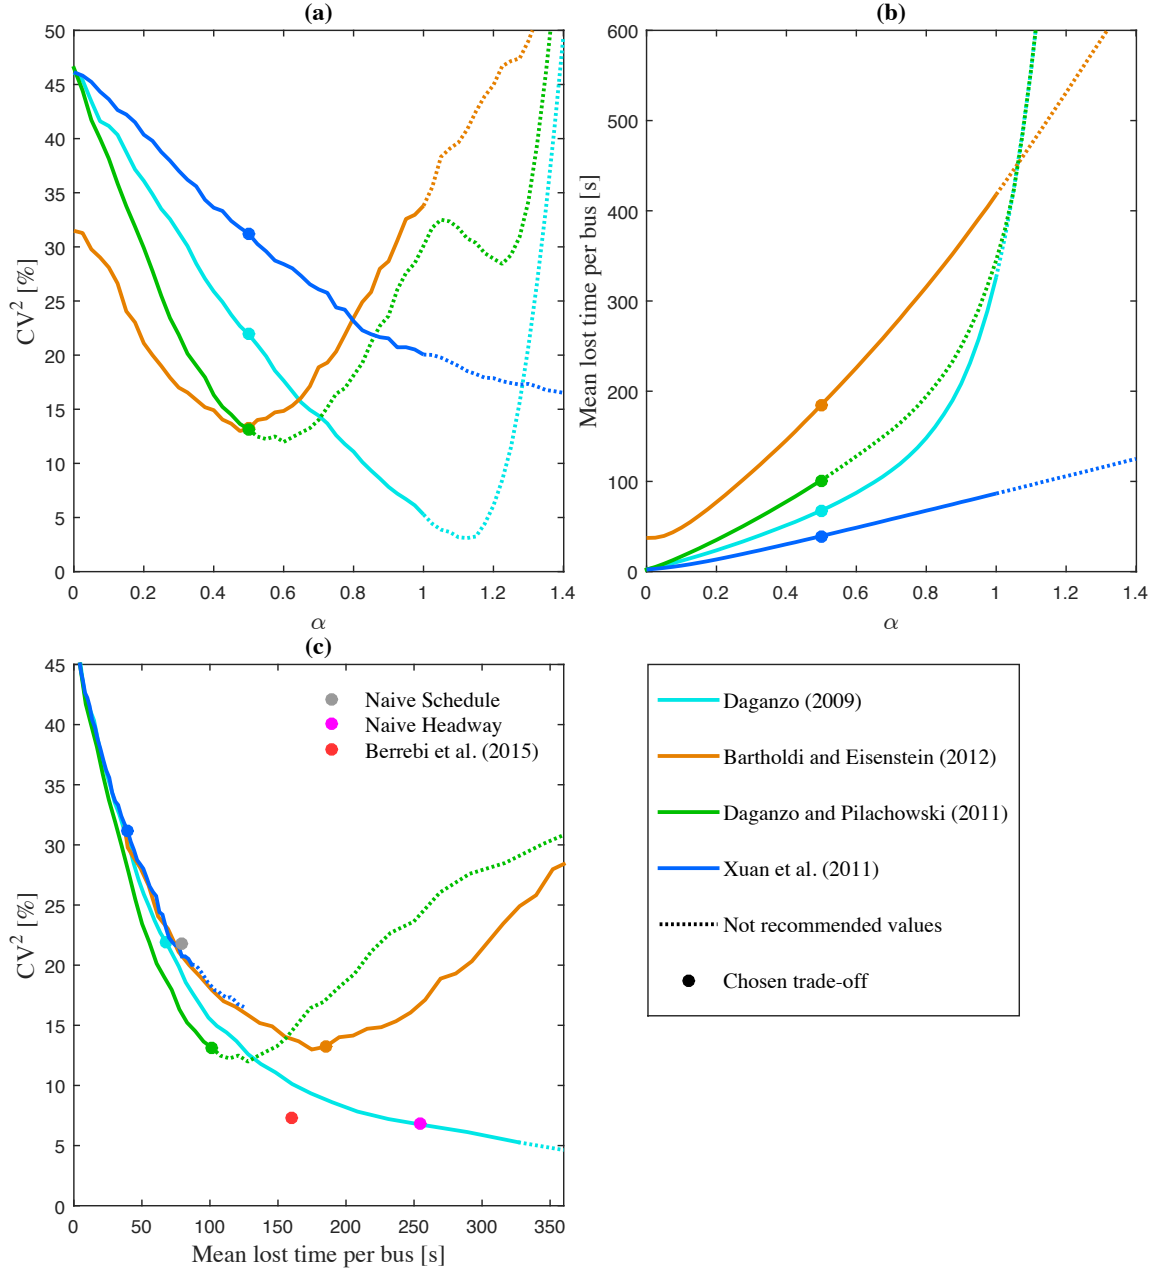 (a)
50
45
40
35
30
25
20
15
10
5
0
CV² [%]
0 0.2 0.4 0.6 0.8 1 1.2 1.4
α
(b)
600
500
400
300
200
100
0
Mean lost time per bus [s]
0 0.2 0.4 0.6 0.8 1 1.2 1.4
α
(c)
45
40
35
30
25
20
15
10
5
0
CV² [%]
Naive Schedule
Naive Headway
Berrebi et al. (2015)
0 50 100 150 200 250 300 350
Mean lost time per bus [s]
Daganzo (2009)
Bartholdi and Eisenstein (2012)
Daganzo and Pilachowski (2011)
Xuan et al. (2011)
Not recommended values
Chosen trade-off